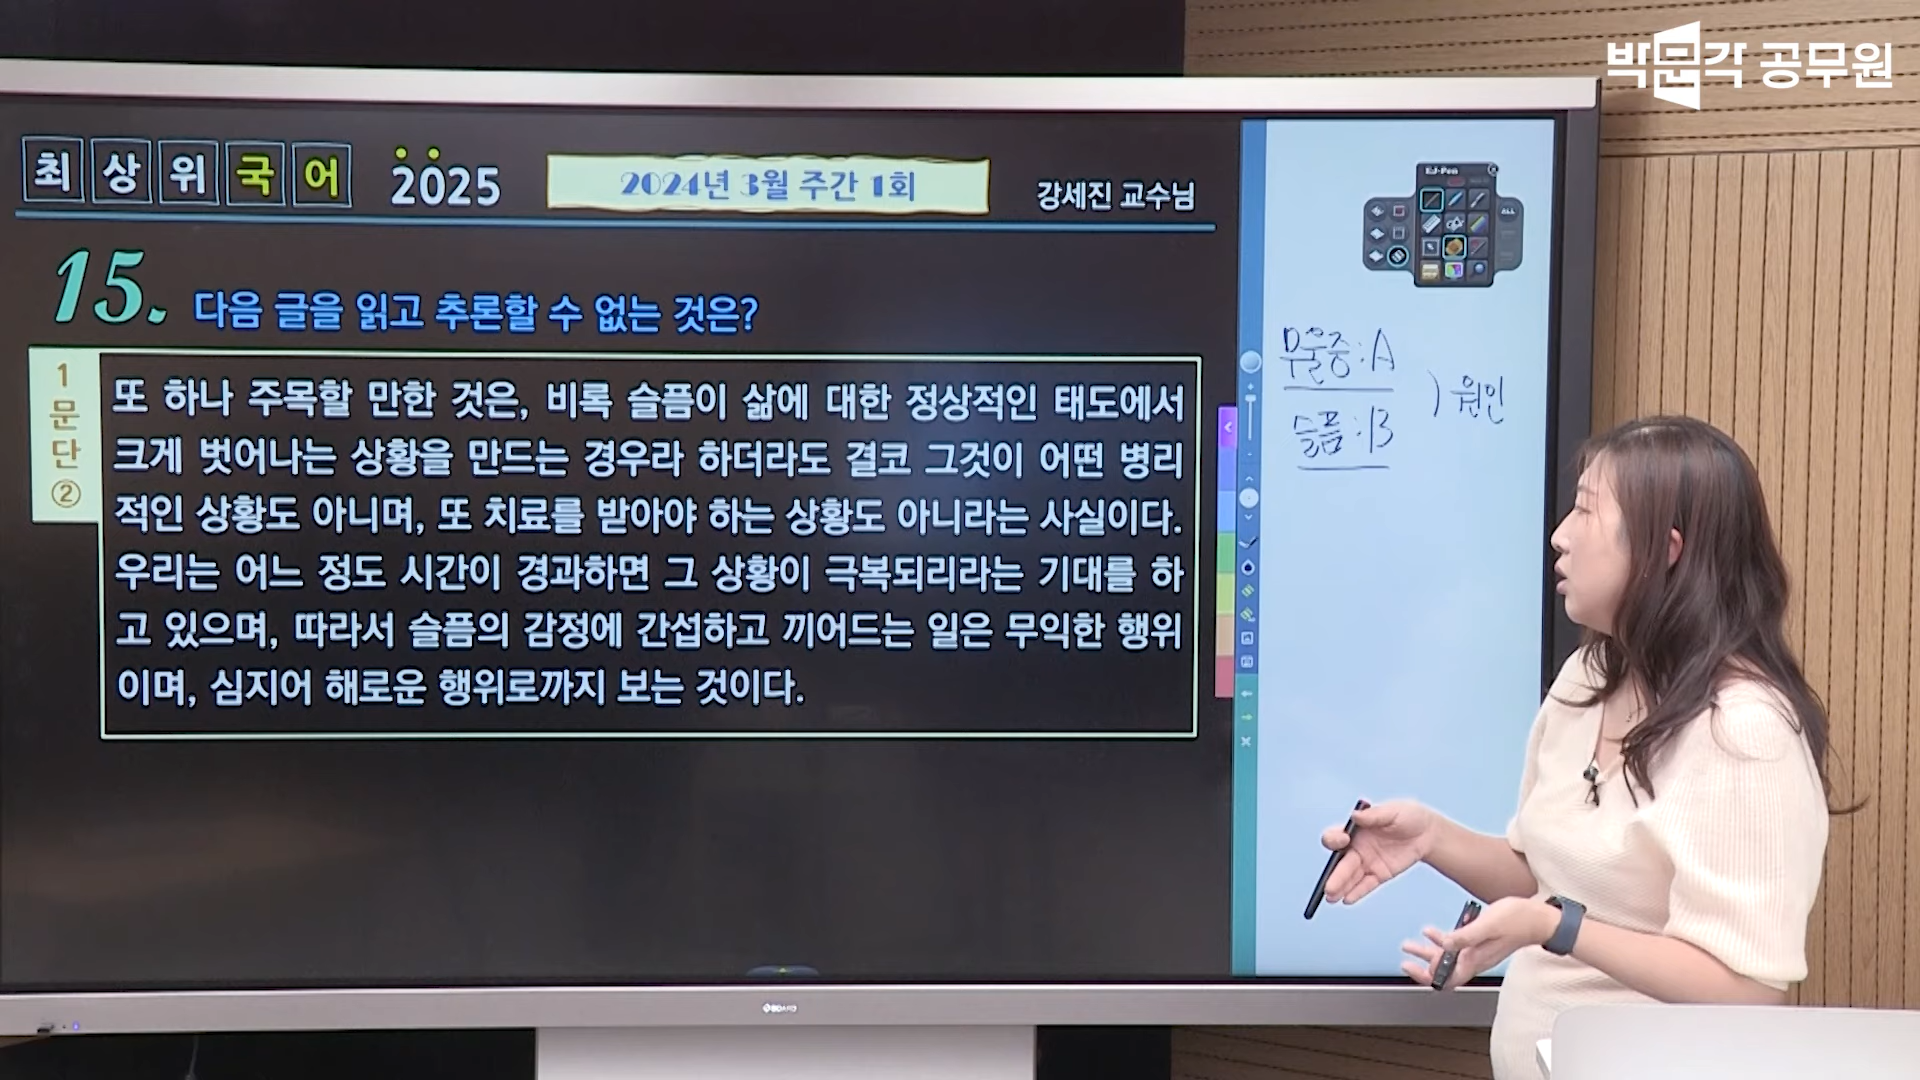 박문각 공무원
최상위국어 2025
2024년 3월 주간 1회
강세진 교수님
15. 다음 글을 읽고 추론할 수 없는 것은?
1문단②
또 하나 주목할 만한 것은, 비록 슬픔이 삶에 대한 정상적인 태도에서
크게 벗어나는 상황을 만드는 경우라 하더라도 결코 그것이 어떤 병리
적인 상황도 아니며, 또 치료를 받아야 하는 상황도 아니라는 사실이다.
우리는 어느 정도 시간이 경과하면 그 상황이 극복되리라는 기대를 하
고 있으며, 따라서 슬픔의 감정에 간섭하고 끼어드는 일은 무익한 행위
이며, 심지어 해로운 행위로까지 보는 것이다.
EJ-Pen
ALL
우울증:A
슬픔:B
) 원인